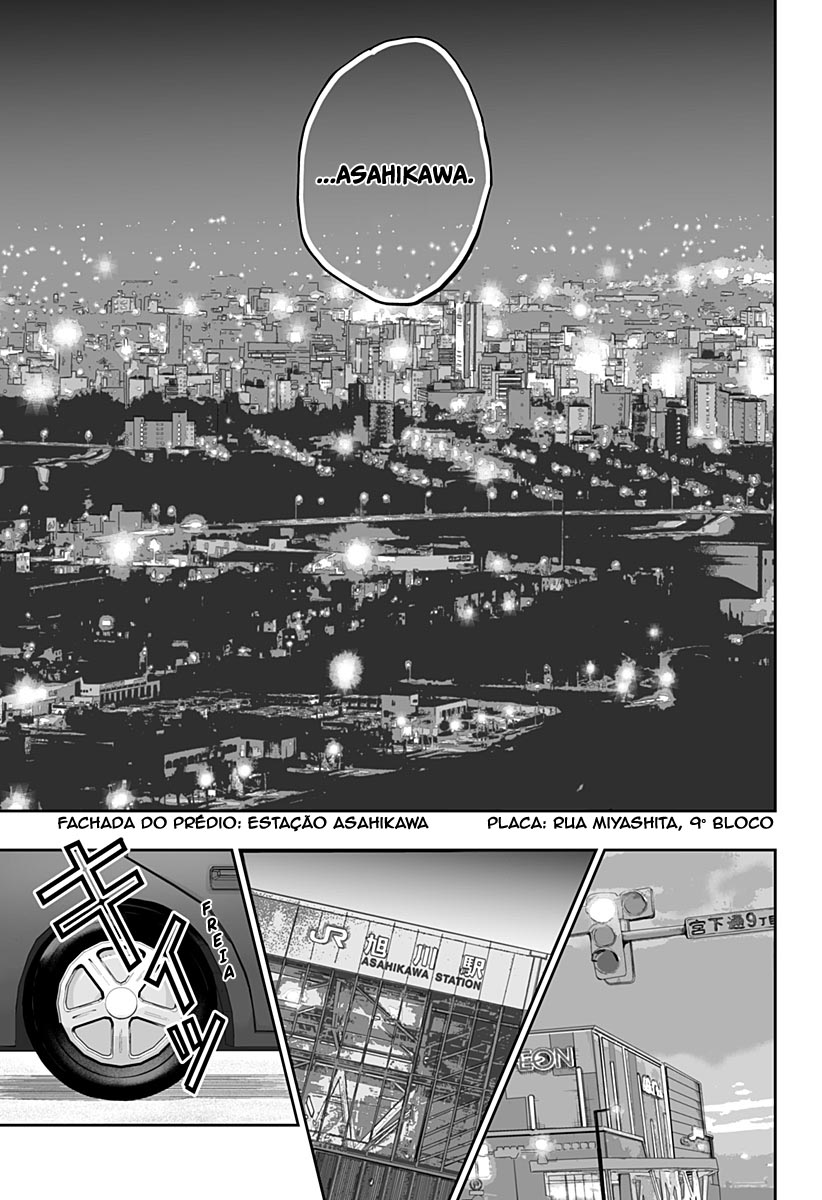 ...ASAHIKAWA.
FACHADA DO PRÉDIO: ESTAÇÃO ASAHIKAWA
PLACA: RUA MIYASHITA, 9º BLOCO
宮下通9丁目
EON
JR 旭川駅
ASAHIKAWA STATION
キイッ
FREIA